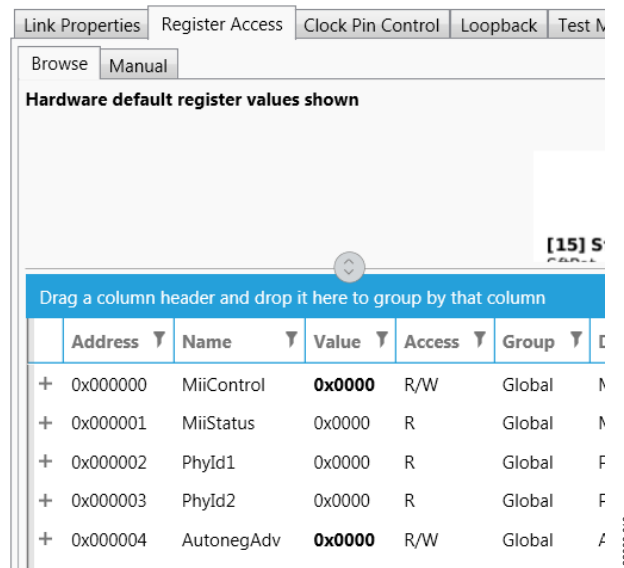 Link Properties Register Access Clock Pin Control Loopback Test
Browse Manual
Hardware default register values shown
[15]
Drag a column header and drop it here to group by that column
Address Name Value Access Group
+ 0x000000 MiiControl 0x0000 R/W Global
+ 0x000001 MiiStatus 0x0000 R Global
+ 0x000002 PhyId1 0x0000 R Global
+ 0x000003 PhyId2 0x0000 R Global
+ 0x000004 AutonegAdv 0x0000 R/W Global